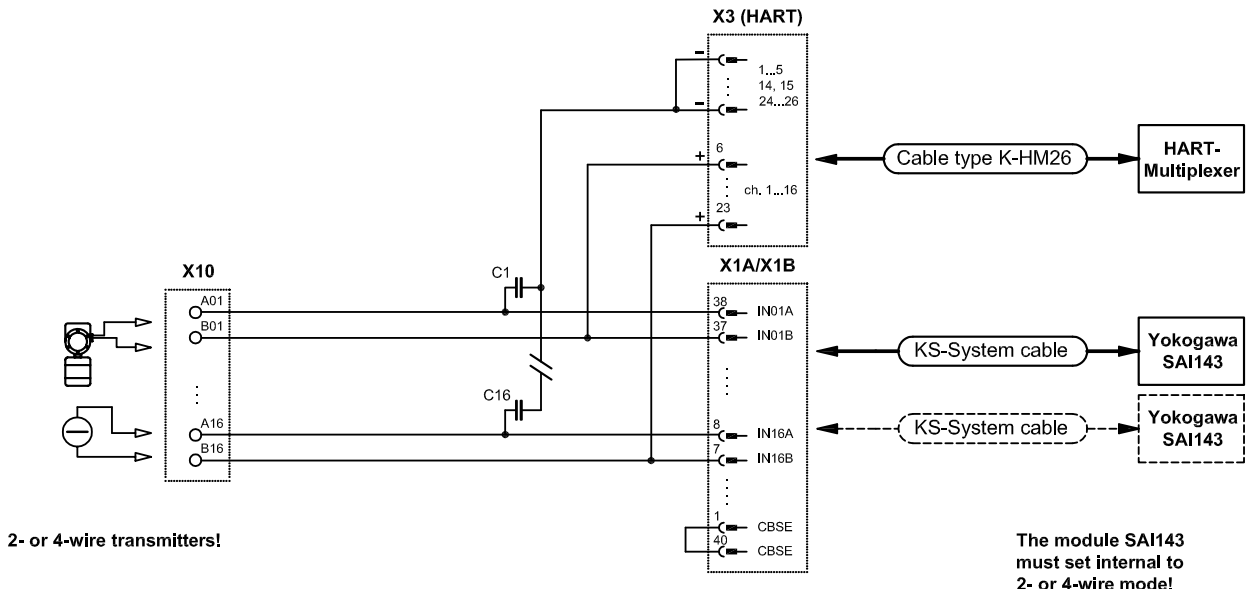 X3 (HART)
–
1...5
14, 15
24...26
–
+
6
ch. 1...16
23
+
Cable type K-HM26
HART-
Multiplexer
X10
C1
X1A/X1B
A01
38
IN01A
B01
37
IN01B
KS-System cable
Yokogawa
SAI143
C16
A16
8
IN16A
B16
7
IN16B
KS-System cable
Yokogawa
SAI143
1
CBSE
40
CBSE
2- or 4-wire transmitters!
The module SAI143
must set internal to
2- or 4-wire mode!